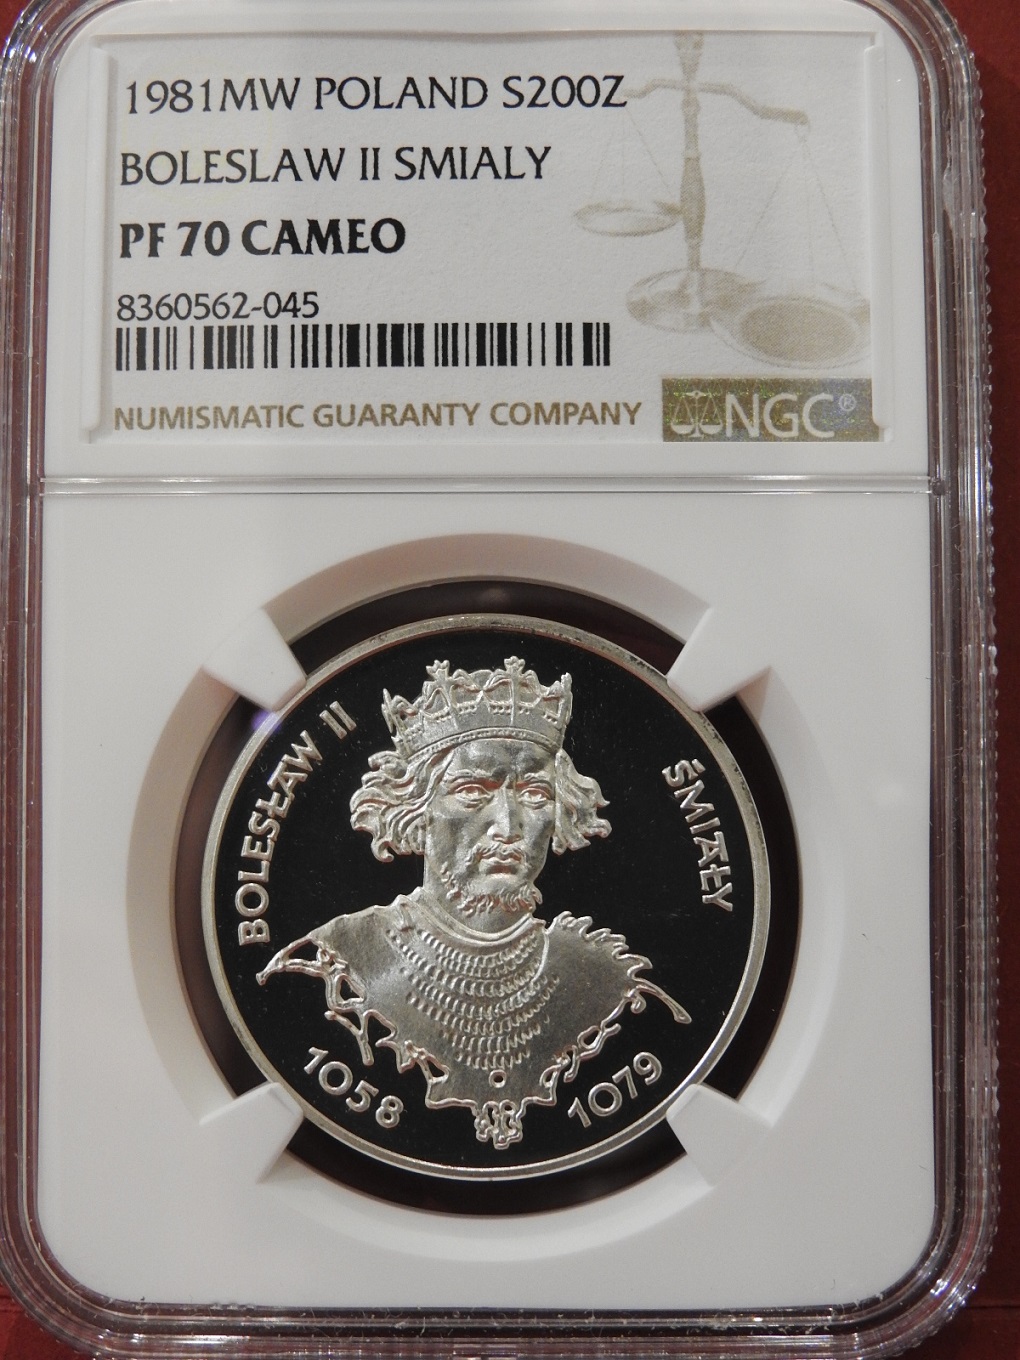 1981MW POLAND S200Z
BOLESLAW II SMIALY
PF 70 CAMEO
8360562-045
NUMISMATIC GUARANTY COMPANY NGC®
BOLESŁAW II
ŚMIAŁY
1058
1079